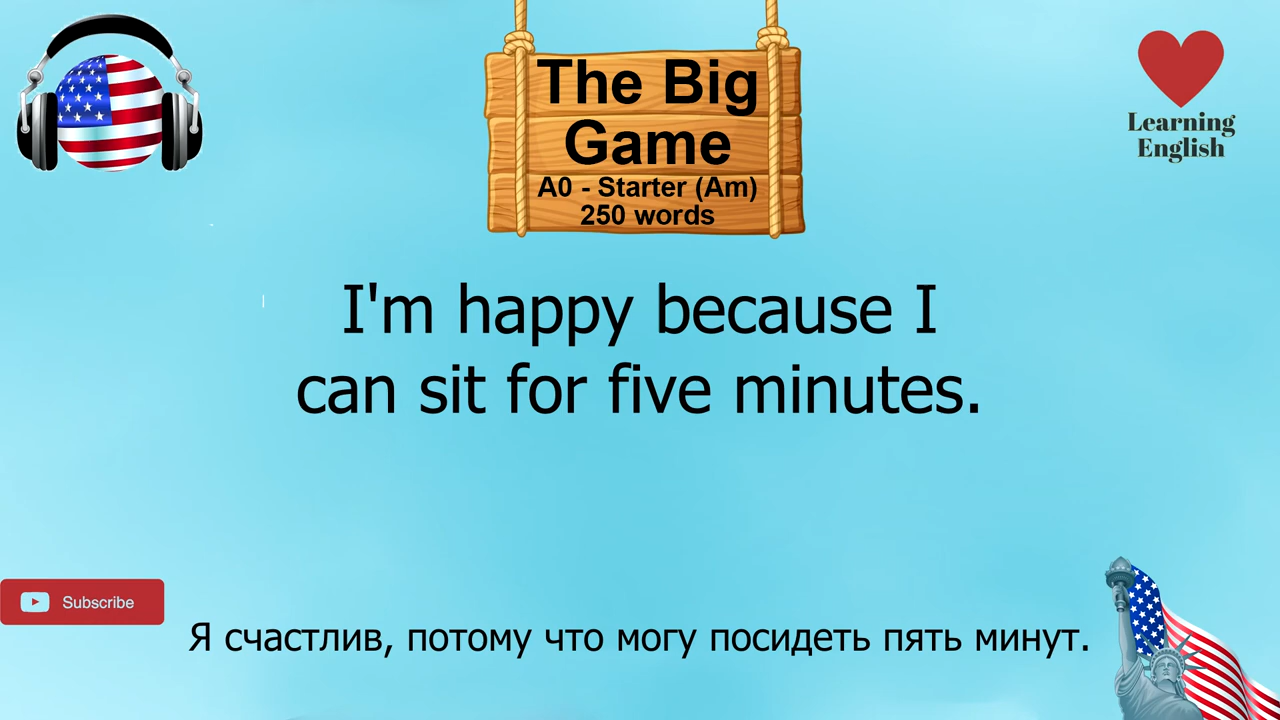 The Big
Game
A0 - Starter (Am)
250 words
Learning
English
I'm happy because I
can sit for five minutes.
Subscribe
Я счастлив, потому что могу посидеть пять минут.